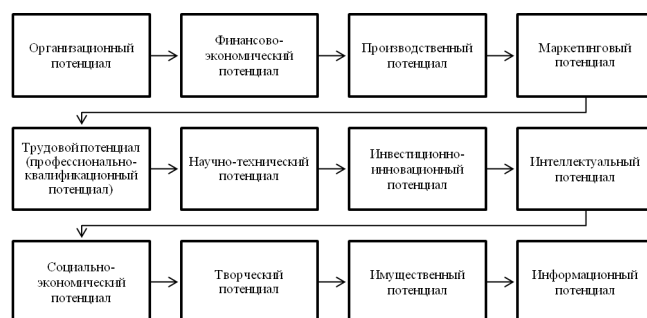 Организационный
потенциал
Финансово-
экономический
потенциал
Производственный
потенциал
Маркетинговый
потенциал
Трудовой потенциал
(профессионально-
квалификационный
потенциал)
Научно-технический
потенциал
Инвестиционно-
инновационный
потенциал
Интеллектуальный
потенциал
Социально-
экономический
потенциал
Творческий
потенциал
Имущественный
потенциал
Информационный
потенциал